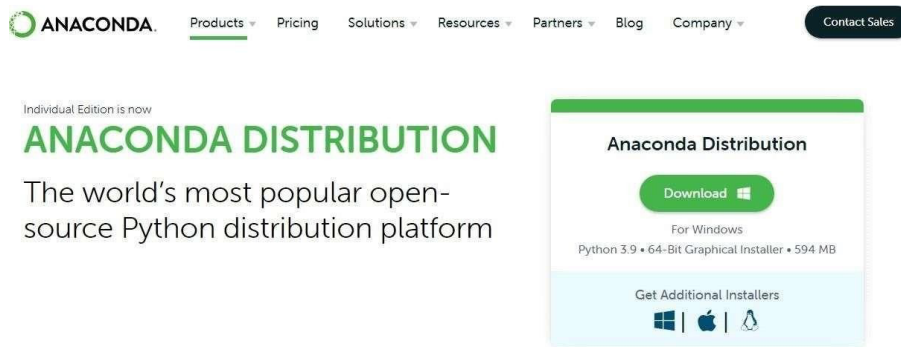 ANACONDA.
Products Pricing Solutions Resources Partners Blog Company Contact Sales
Individual Edition is now
ANACONDA DISTRIBUTION
The world's most popular open-
source Python distribution platform
Anaconda Distribution
Download
For Windows
Python 3.9 • 64-Bit Graphical Installer • 594 MB
Get Additional Installers